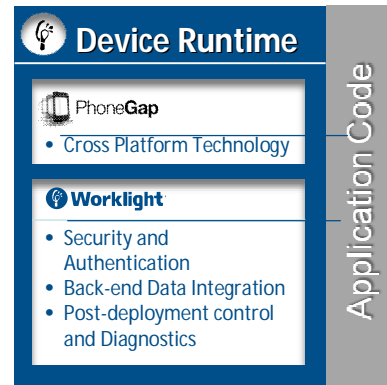 Device Runtime
PhoneGap
• Cross Platform Technology
Worklight
• Security and
Authentication
• Back-end Data Integration
• Post-deployment control
and Diagnostics
Application Code